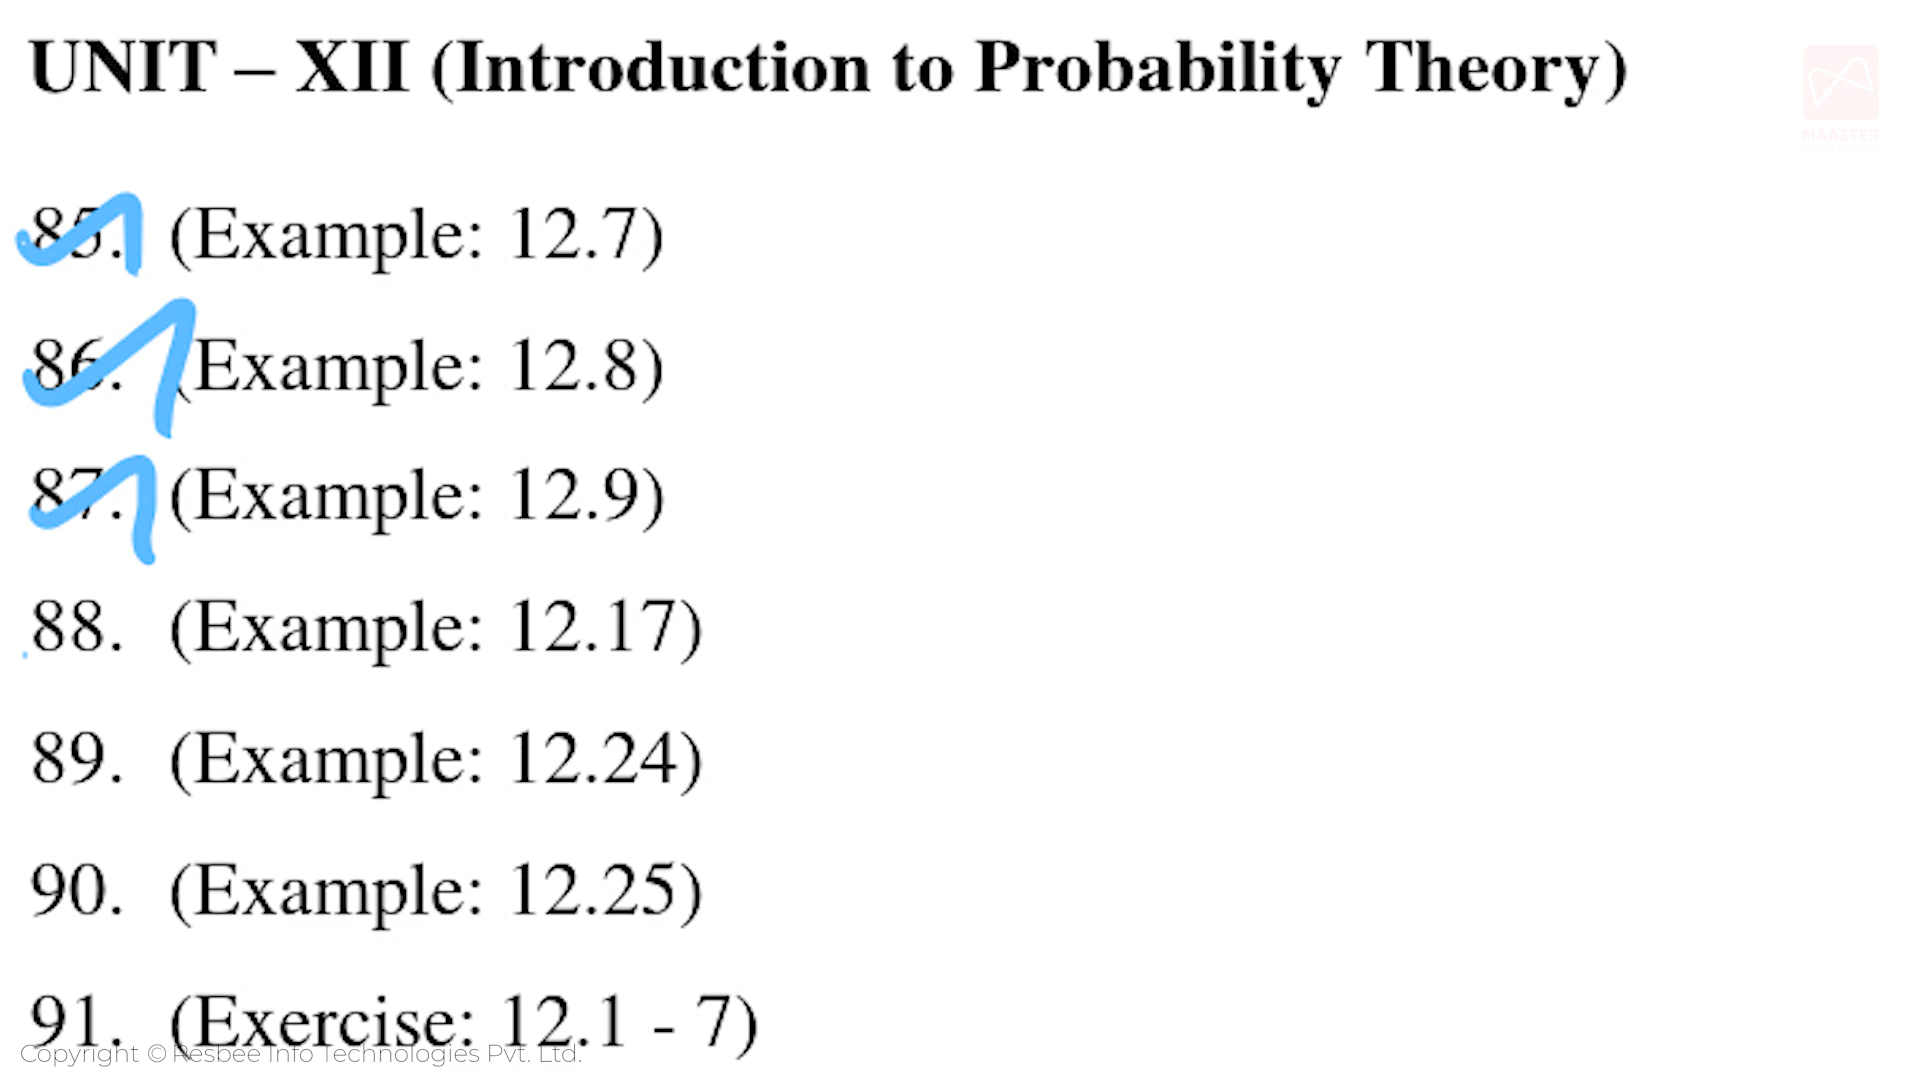 UNIT – XII (Introduction to Probability Theory)
MAAZTER
85. (Example: 12.7)
86. (Example: 12.8)
87. (Example: 12.9)
88. (Example: 12.17)
89. (Example: 12.24)
90. (Example: 12.25)
91. (Exercise: 12.1 - 7)
Copyright © Resbee Info Technologies Pvt. Ltd.